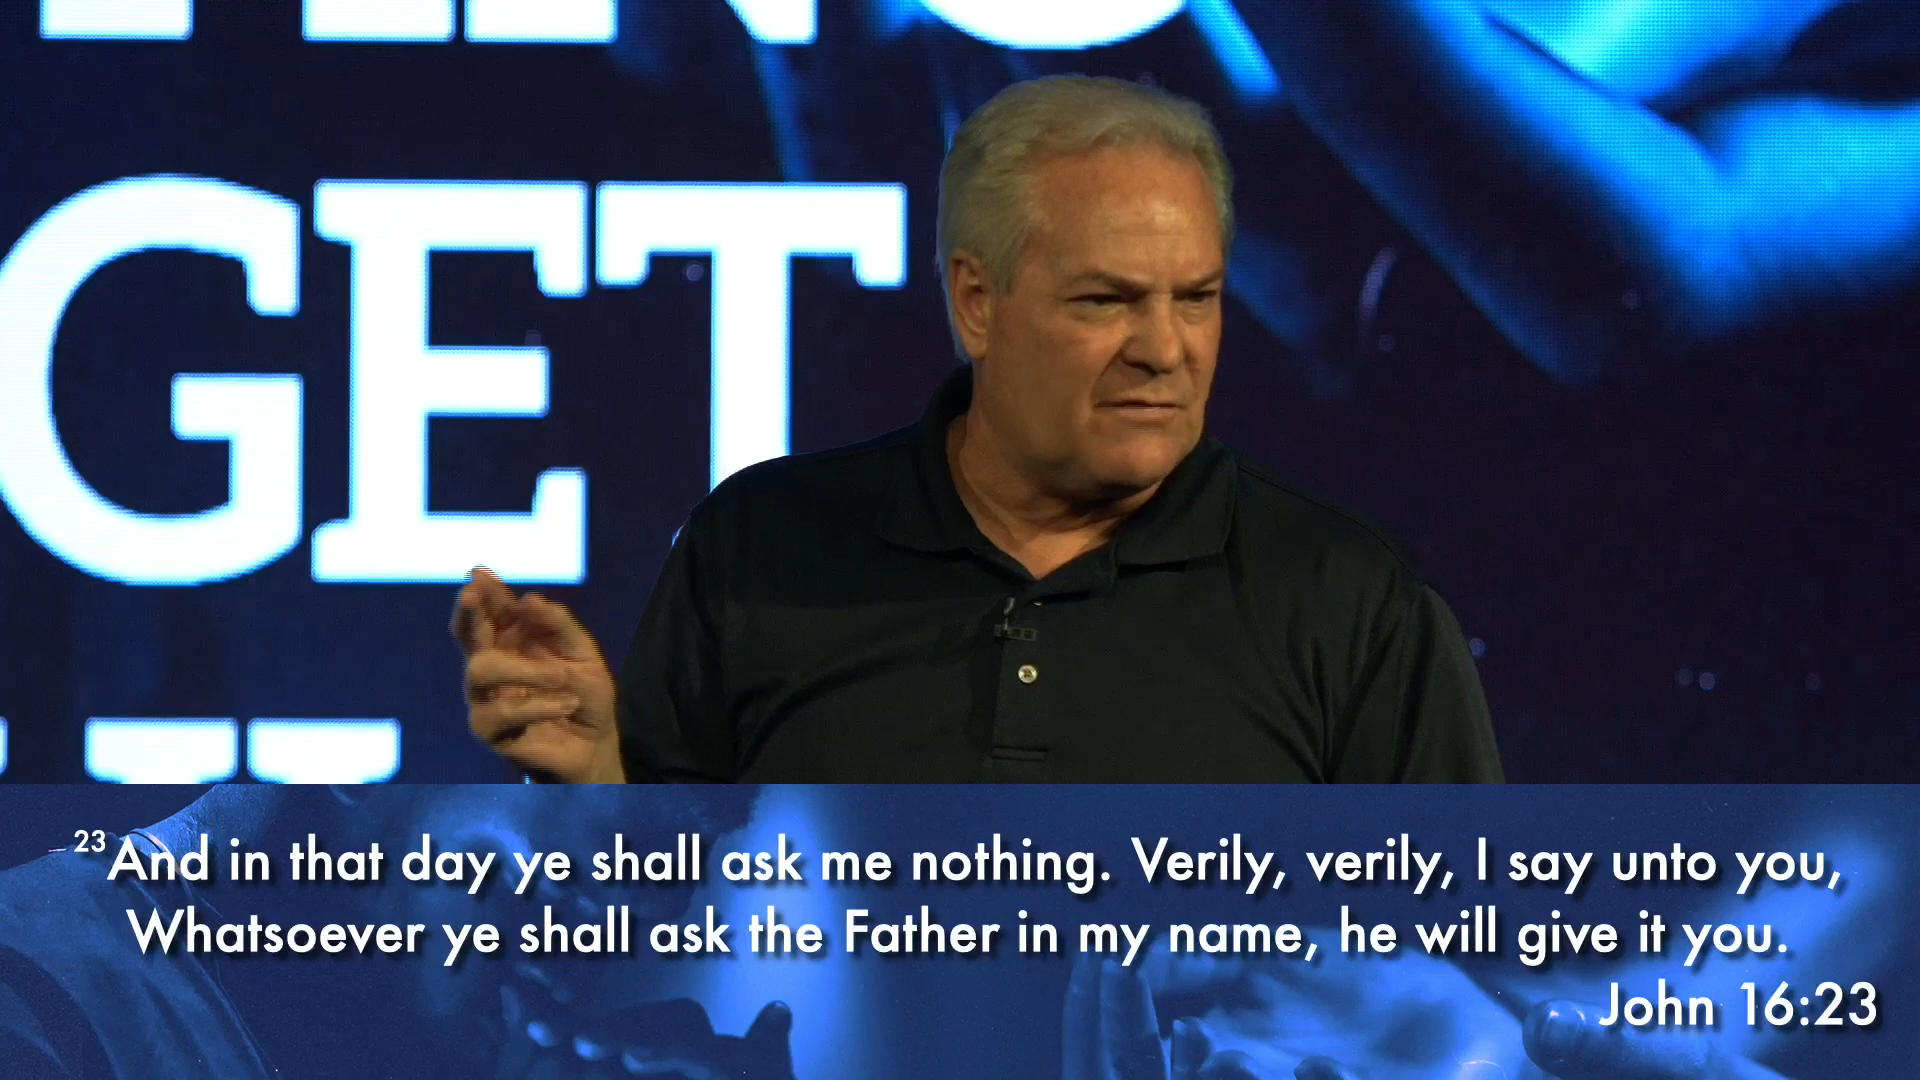 GET
23 And in that day ye shall ask me nothing. Verily, verily, I say unto you,
Whatsoever ye shall ask the Father in my name, he will give it you.
John 16:23